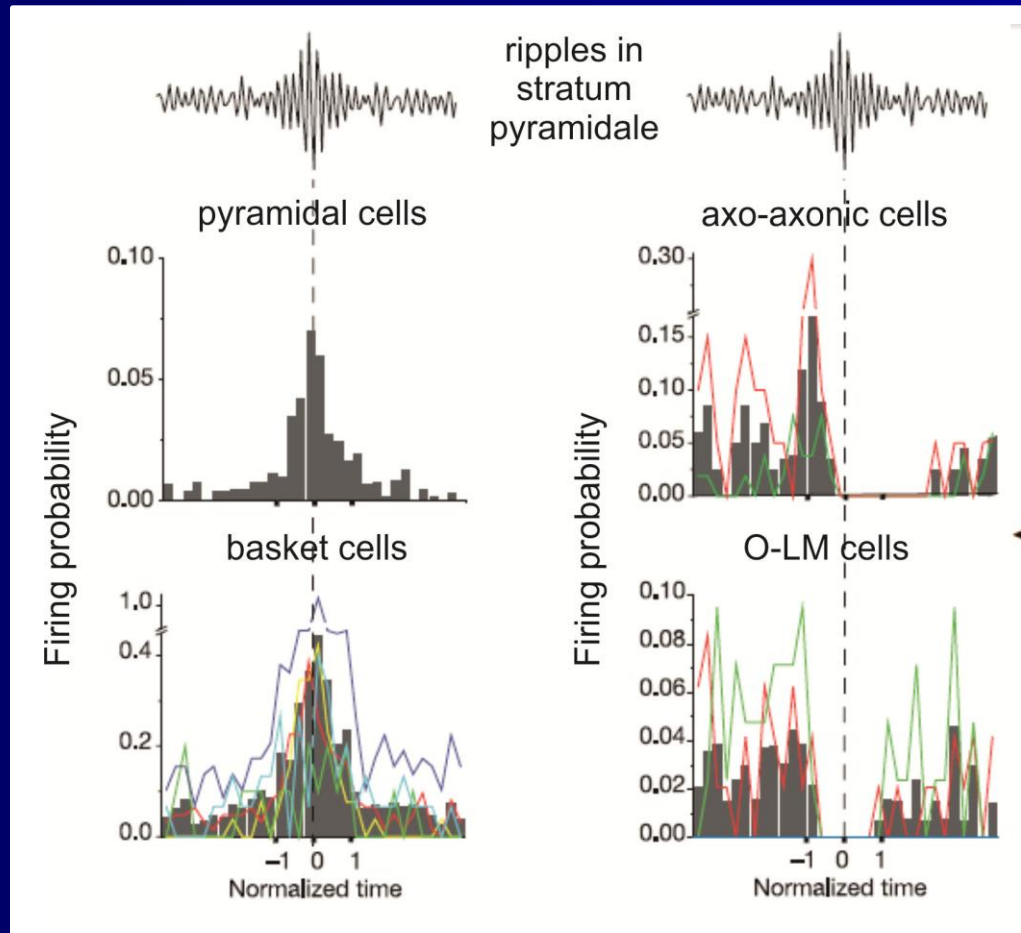 ripples in
stratum
pyramidale
pyramidal cells
0.10
0.05
0.00
axo-axonic cells
0.30
0.15
0.10
0.05
0.00
Firing probability
Firing probability
basket cells
1.0
0.4
0.2
0.0
−1 0 1
Normalized time
O-LM cells
0.10
0.08
0.06
0.04
0.02
0.00
−1 0 1
Normalized time